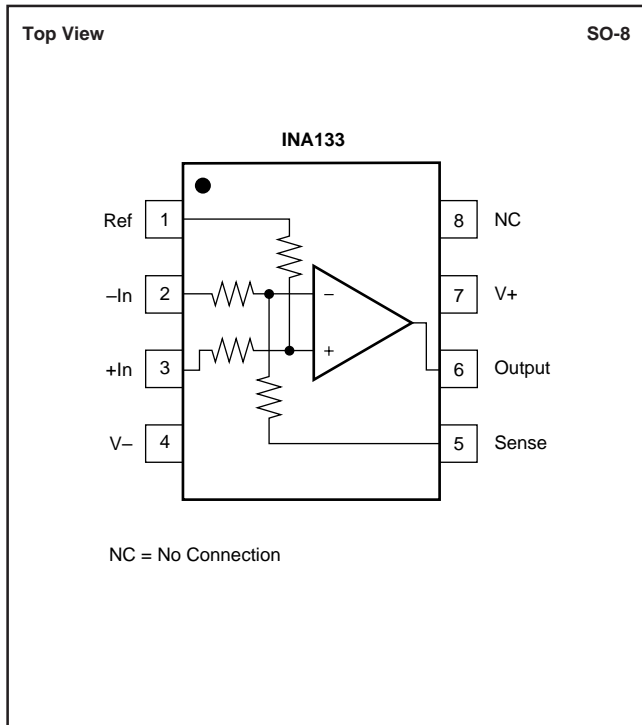 Top View
SO-8
INA133
Ref 1
8 NC
–In 2
7 V+
+In 3
6 Output
V– 4
5 Sense
–
+
NC = No Connection